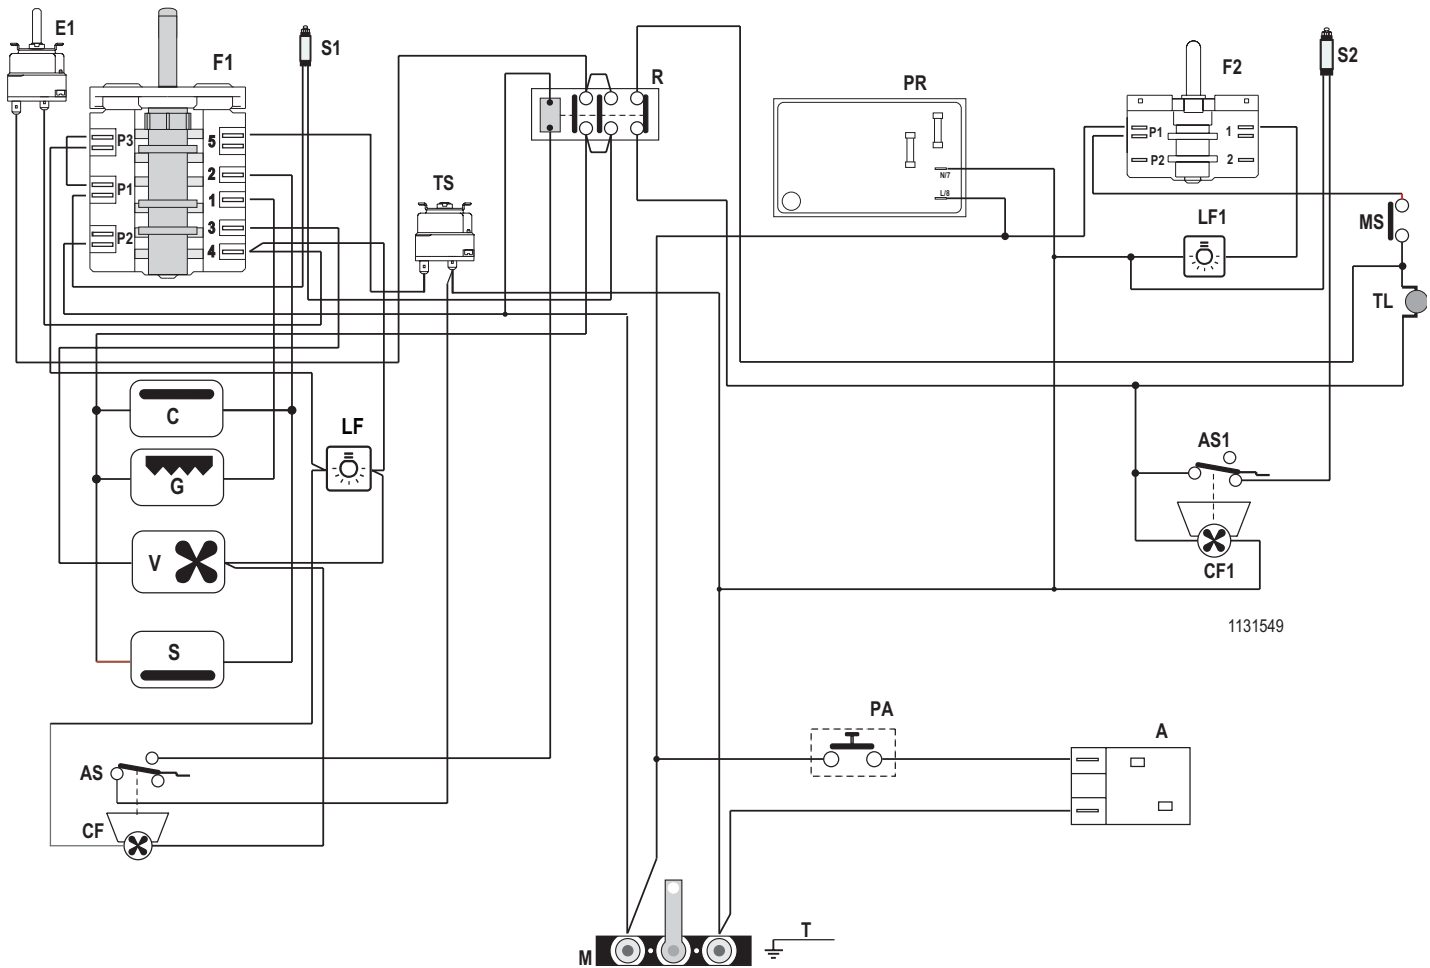 E1
F1
S1
R
PR
F2
S2
P3
5
2
P1
1
3
P2
4
TS
N/7
L/8
P1
1
P2
2
LF1
MS
TL
C
LF
G
AS1
V
CF1
1131549
S
PA
A
AS
CF
T
M